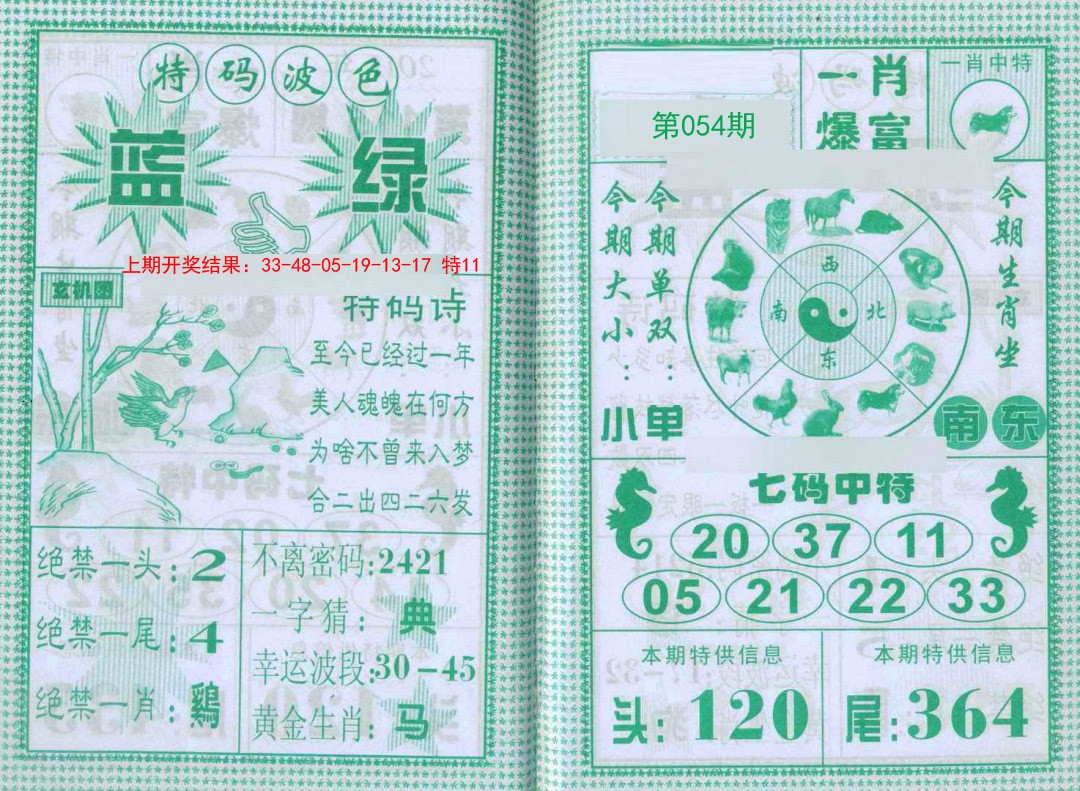 特码波色
蓝 绿
上期开奖结果：33-48-05-19-13-17 特11
玄机图
特码诗
至今已经过一年
美人魂魄在何方
为啥不曾来入梦
合二出四二六发
绝禁一头:2
绝禁一尾:4
绝禁一肖:鷄
不离密码:2421
一字猜:典
幸运波段:30-45
黄金生肖:马
第054期
一肖
爆富
一肖中特
今期大小:小
今期单双:单
西
南 北
东
今期生肖坐
南东
七码中特
20 37 11
05 21 22 33
本期特供信息
头:120
本期特供信息
尾:364